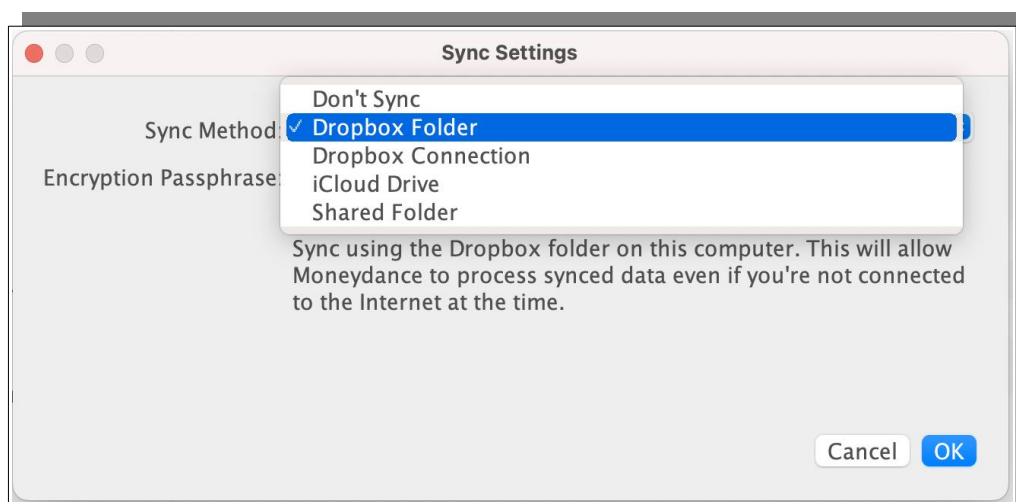 Sync Settings
Don't Sync
Sync Method: ✓ Dropbox Folder
Dropbox Connection
Encryption Passphrase: iCloud Drive
Shared Folder
Sync using the Dropbox folder on this computer. This will allow
Moneydance to process synced data even if you're not connected
to the Internet at the time.
Cancel OK